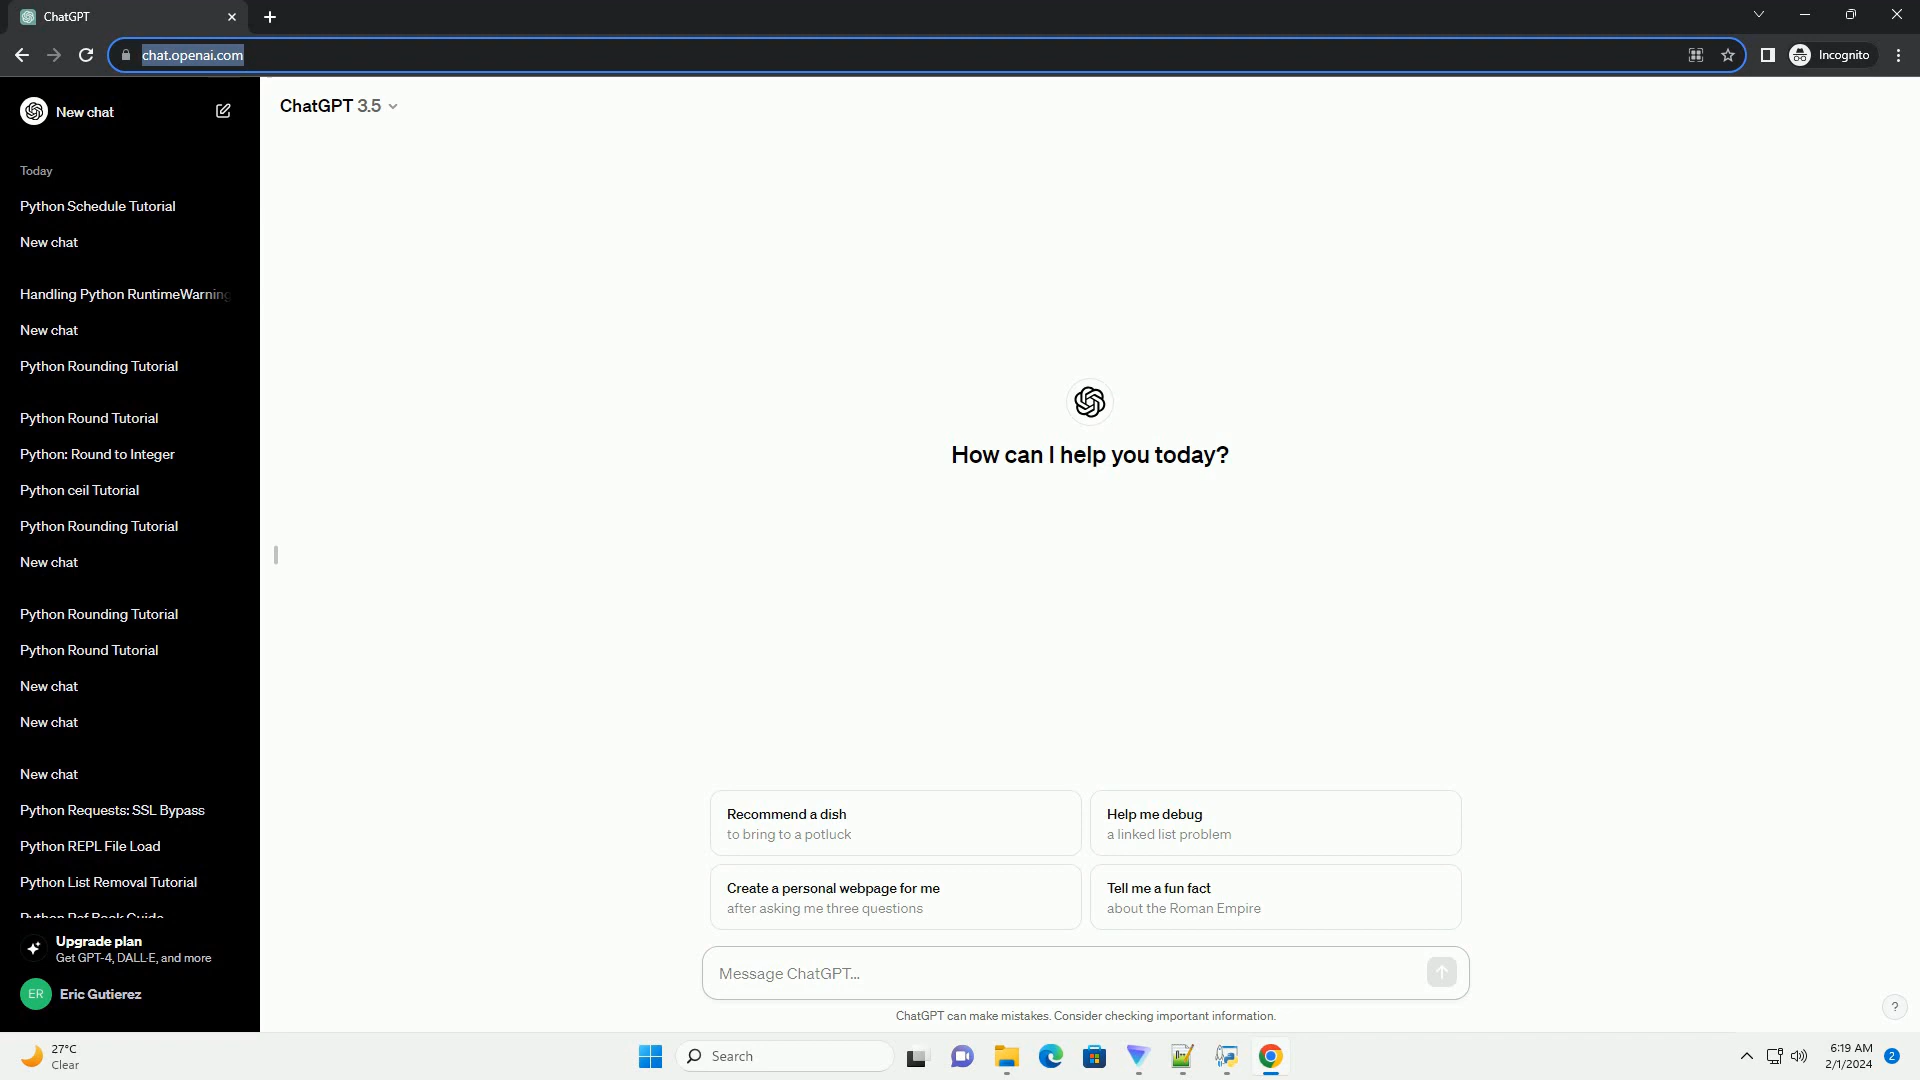 ChatGPT
chat.openai.com
Incognito
New chat
ChatGPT 3.5
Today
Python Schedule Tutorial
New chat
Handling Python RuntimeWarning
New chat
Python Rounding Tutorial
Python Round Tutorial
Python: Round to Integer
Python ceil Tutorial
Python Rounding Tutorial
New chat
Python Rounding Tutorial
Python Round Tutorial
New chat
New chat
New chat
Python Requests: SSL Bypass
Python REPL File Load
Python List Removal Tutorial
Upgrade plan
Get GPT-4, DALL·E, and more
ER
Eric Gutierez
How can I help you today?
Recommend a dish
to bring to a potluck
Help me debug
a linked list problem
Create a personal webpage for me
after asking me three questions
Tell me a fun fact
about the Roman Empire
Message ChatGPT...
ChatGPT can make mistakes. Consider checking important information.
?
27°C
Clear
Search
6:19 AM
2/1/2024
2